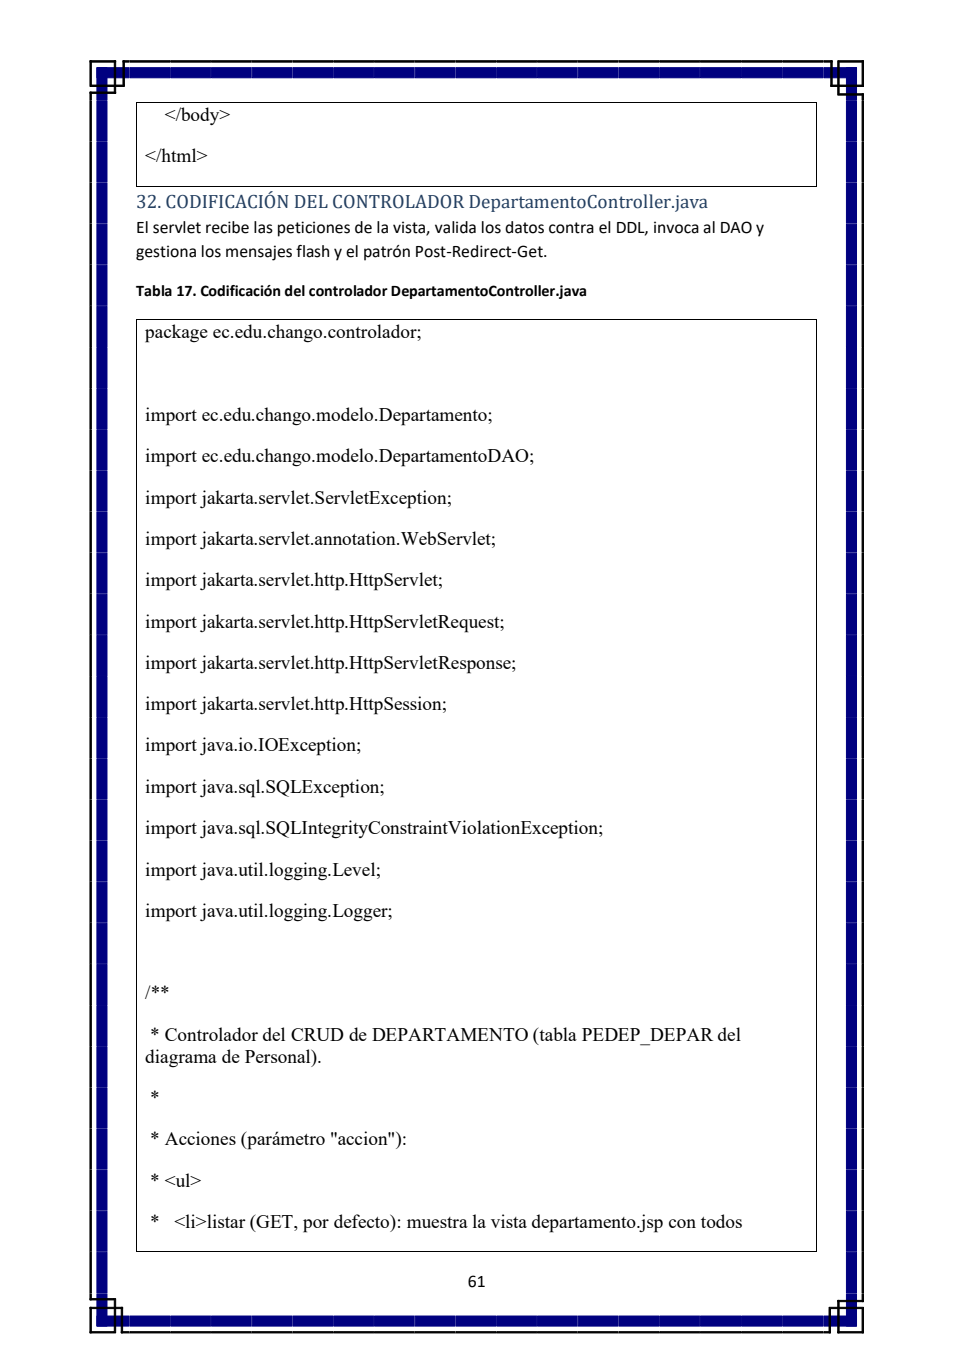 </body>
</html>
32. CODIFICACIÓN DEL CONTROLADOR DepartamentoController.java
El servlet recibe las peticiones de la vista, valida los datos contra el DDL, invoca al DAO y
gestiona los mensajes flash y el patrón Post-Redirect-Get.
Tabla 17. Codificación del controlador DepartamentoController.java
package ec.edu.chango.controlador;
import ec.edu.chango.modelo.Departamento;
import ec.edu.chango.modelo.DepartamentoDAO;
import jakarta.servlet.ServletException;
import jakarta.servlet.annotation.WebServlet;
import jakarta.servlet.http.HttpServlet;
import jakarta.servlet.http.HttpServletRequest;
import jakarta.servlet.http.HttpServletResponse;
import jakarta.servlet.http.HttpSession;
import java.io.IOException;
import java.sql.SQLException;
import java.sql.SQLIntegrityConstraintViolationException;
import java.util.logging.Level;
import java.util.logging.Logger;
/**
* Controlador del CRUD de DEPARTAMENTO (tabla PEDEP_DEPAR del
diagrama de Personal).
*
* Acciones (parámetro "accion"):
* <ul>
*   <li>listar (GET, por defecto): muestra la vista departamento.jsp con todos
61